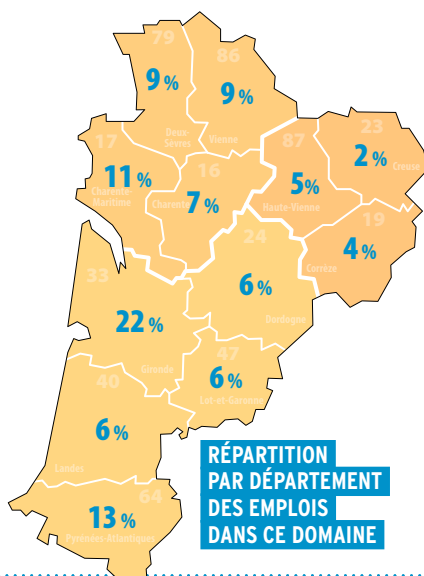 79
9 %
Deux-
Sèvres
86
9 %
Vienne
17
11 %
Charente-
Maritime
16
7 %
Charente
87
5 %
Haute-Vienne
23
2 %
Creuse
19
4 %
Corrèze
24
6 %
Dordogne
33
22 %
Gironde
47
6 %
Lot-et-Garonne
40
6 %
Landes
64
13 %
Pyrénées-Atlantiques
RÉPARTITION
PAR DÉPARTEMENT
DES EMPLOIS
DANS CE DOMAINE